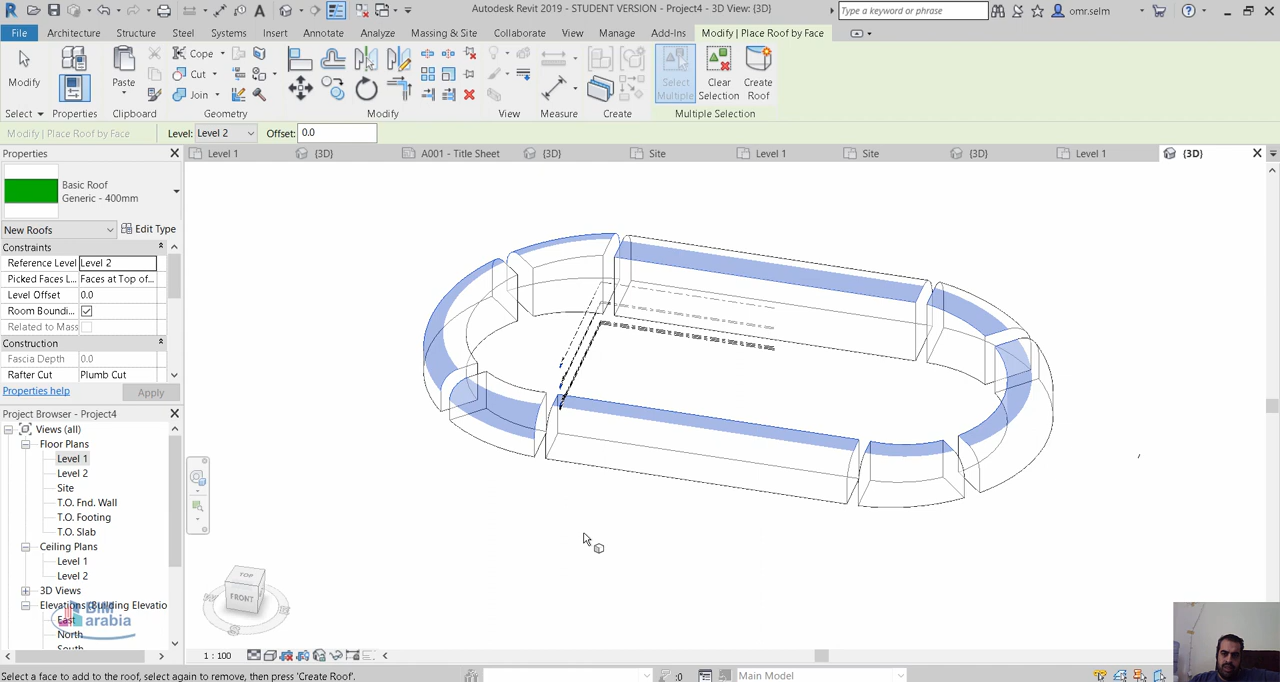 Autodesk Revit 2019 - STUDENT VERSION - Project4 - 3D View: {3D}
Type a keyword or phrase
omr.selm
File Architecture Structure Steel Systems Insert Annotate Analyze Massing & Site Collaborate View Manage Add-Ins Modify | Place Roof by Face
Modify
Paste
Cope
Cut
Join
Select Multiple
Clear Selection
Create Roof
Select Properties Clipboard Geometry Modify View Measure Create Multiple Selection
Modify | Place Roof by Face Level: Level 2 Offset: 0.0
Properties
Level 1 {3D} A001 - Title Sheet {3D} Site Level 1 Site {3D} Level 1 {3D}
Basic Roof
Generic - 400mm
New Roofs Edit Type
Constraints
Reference Level Level 2
Picked Faces L... Faces at Top of...
Level Offset 0.0
Room Boundi...
Related to Mass
Construction
Fascia Depth 0.0
Rafter Cut Plumb Cut
Properties help Apply
Project Browser - Project4
Views (all)
Floor Plans
Level 1
Level 2
Site
T.O. Fnd. Wall
T.O. Footing
T.O. Slab
Ceiling Plans
Level 1
Level 2
3D Views
Elevations (Building Elevatio
East
North
South
BIM
arabia
TOP
FRONT
1 : 100
Select a face to add to the roof, select again to remove, then press 'Create Roof'.
:0
Main Model